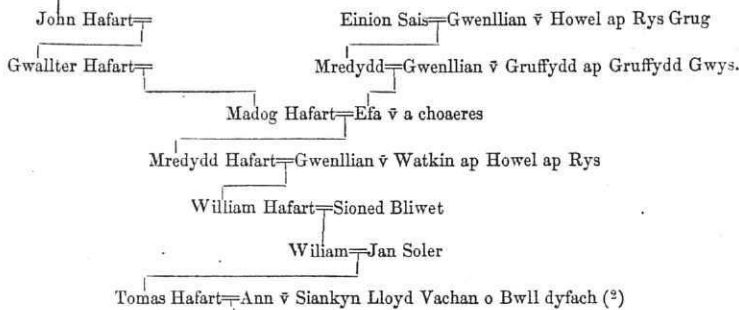 John Hafart Einion Sais Gwenllian v̄ Howel ap Rys Grug
Gwallter Hafart Mredydd Gwenllian v̄ Gruffydd ap Gruffydd Gwys.
Madog Hafart Efa v̄ a choaeres
Mredydd Hafart Gwenllian v̄ Watkin ap Howel ap Rys
William Hafart Sioned Bliwet
Wiliam Jan Soler
Tomas Hafart Ann v̄ Siankyn Lloyd Vachan o Bwll dyfach (²)